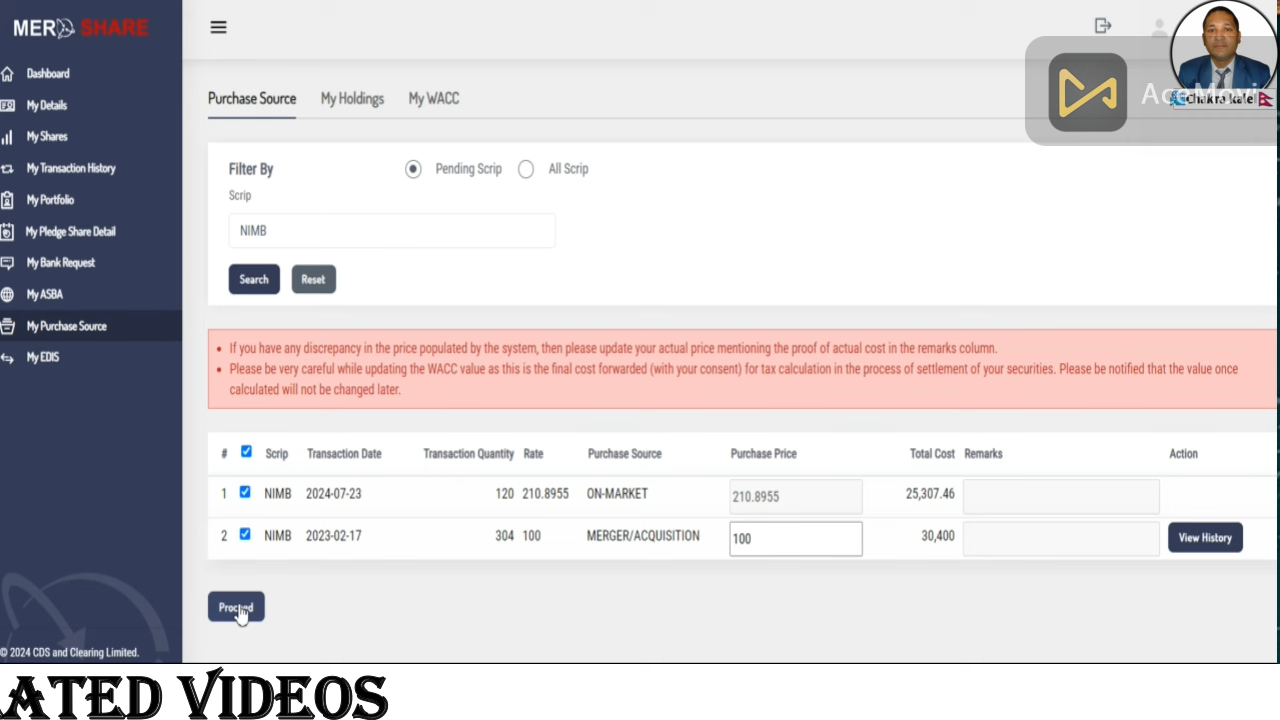 MERO SHARE
Dashboard
My Details
My Shares
My Transaction History
My Portfolio
My Pledge Share Detail
My Bank Request
My ASBA
My Purchase Source
My EDIS
© 2024 CDS and Clearing Limited.
Purchase Source My Holdings My WACC
Chakra Katel
Filter By Pending Scrip All Scrip
Scrip
NIMB
Search Reset
If you have any discrepancy in the price populated by the system, then please update your actual price mentioning the proof of actual cost in the remarks column.
Please be very careful while updating the WACC value as this is the final cost forwarded (with your consent) for tax calculation in the process of settlement of your securities. Please be notified that the value once
calculated will not be changed later.
# Scrip Transaction Date Transaction Quantity Rate Purchase Source Purchase Price Total Cost Remarks Action
1 NIMB 2024-07-23 120 210.8955 ON-MARKET 210.8955 25,307.46
2 NIMB 2023-02-17 304 100 MERGER/ACQUISITION 100 30,400 View History
Proceed
ATED VIDEOS